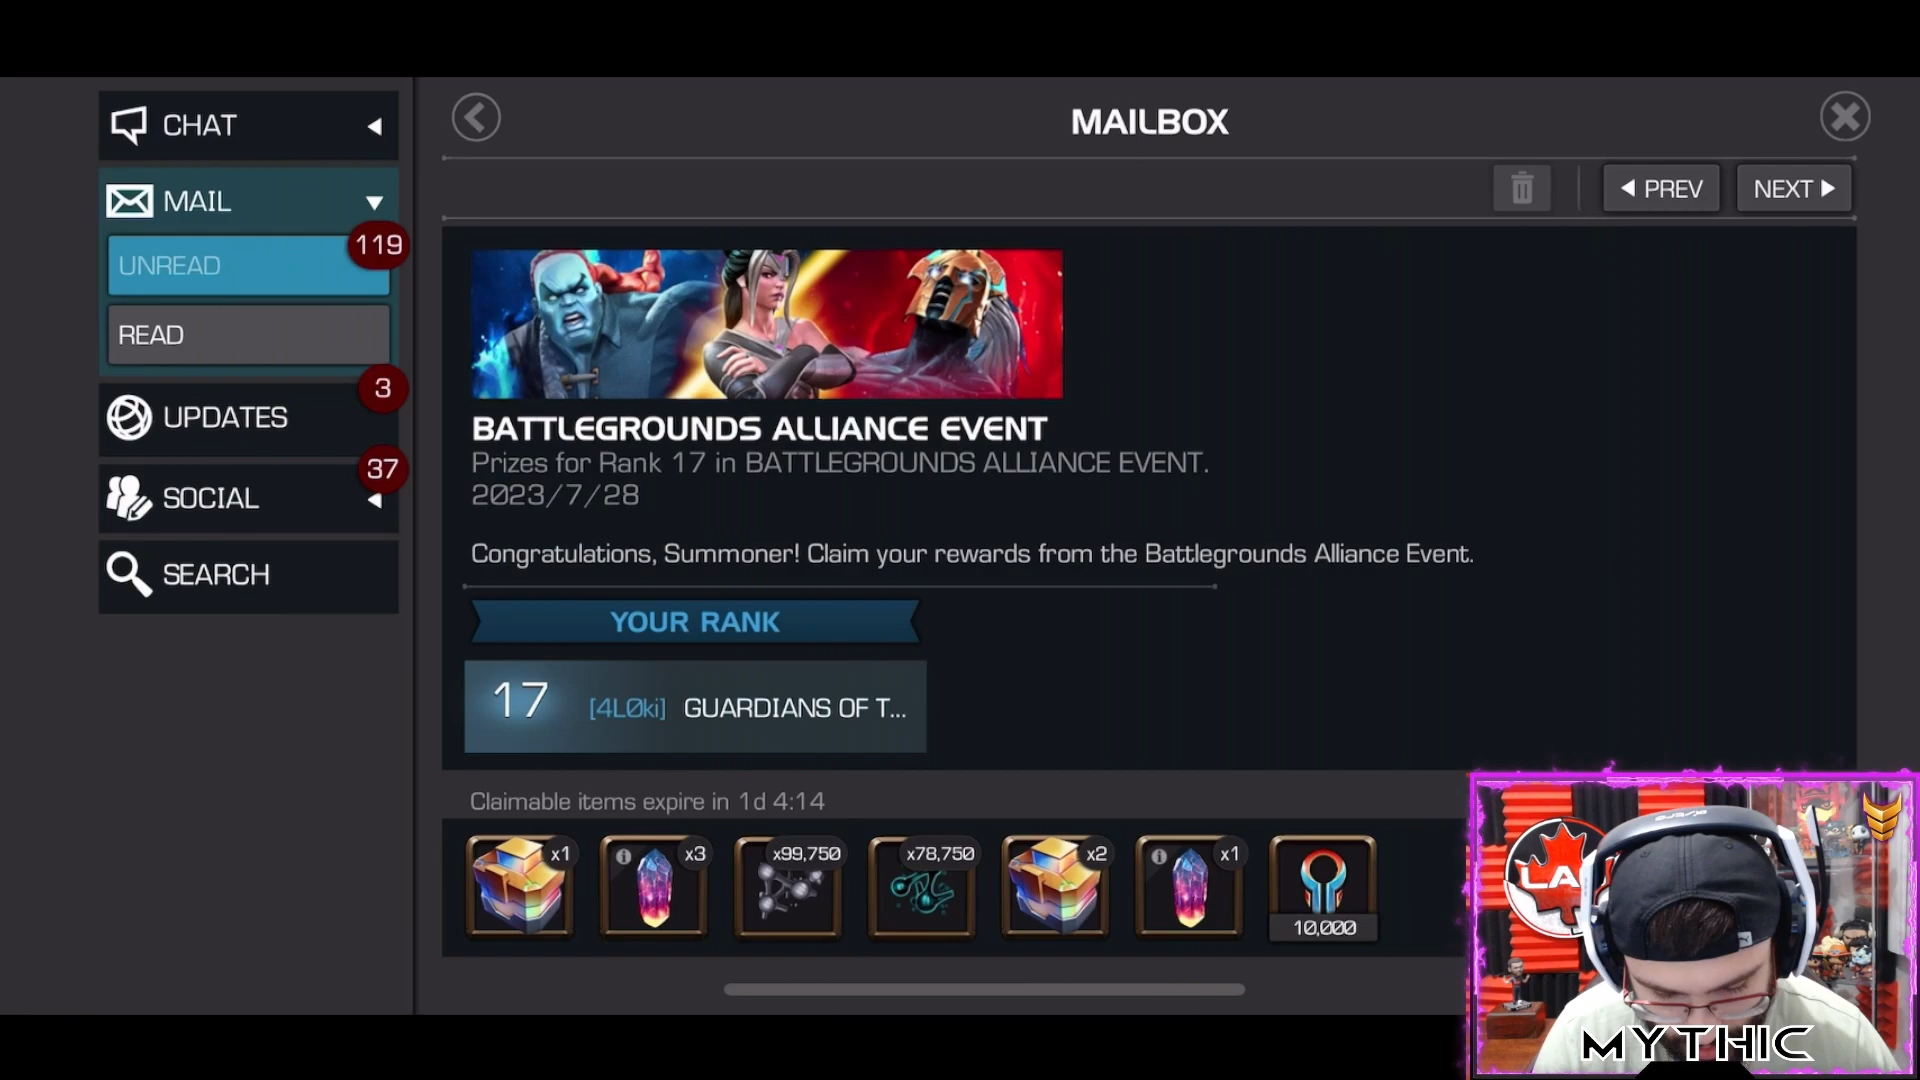 CHAT
MAIL
119
UNREAD
READ
3
UPDATES
37
SOCIAL
SEARCH
MAILBOX
PREV
NEXT
BATTLEGROUNDS ALLIANCE EVENT
Prizes for Rank 17 in BATTLEGROUNDS ALLIANCE EVENT.
2023/7/28
Congratulations, Summoner! Claim your rewards from the Battlegrounds Alliance Event.
YOUR RANK
17 [4LØki] GUARDIANS OF T...
Claimable items expire in 1d 4:14
x1 x3 x99,750 x78,750 x2 x1
10,000
LA
MYTHIC